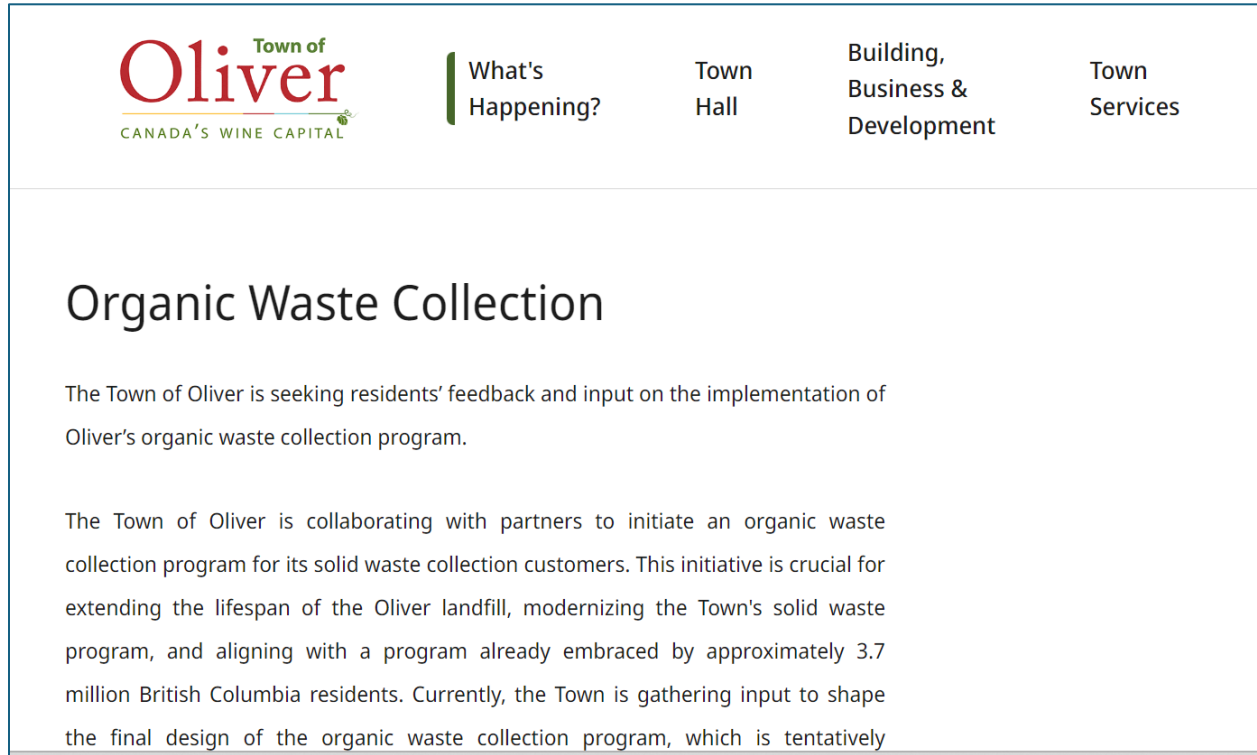 Town of
Oliver
CANADA'S WINE CAPITAL
What's
Happening?
Town
Hall
Building,
Business &
Development
Town
Services
Organic Waste Collection
The Town of Oliver is seeking residents’ feedback and input on the implementation of
Oliver’s organic waste collection program.
The Town of Oliver is collaborating with partners to initiate an organic waste
collection program for its solid waste collection customers. This initiative is crucial for
extending the lifespan of the Oliver landfill, modernizing the Town's solid waste
program, and aligning with a program already embraced by approximately 3.7
million British Columbia residents. Currently, the Town is gathering input to shape
the final design of the organic waste collection program, which is tentatively